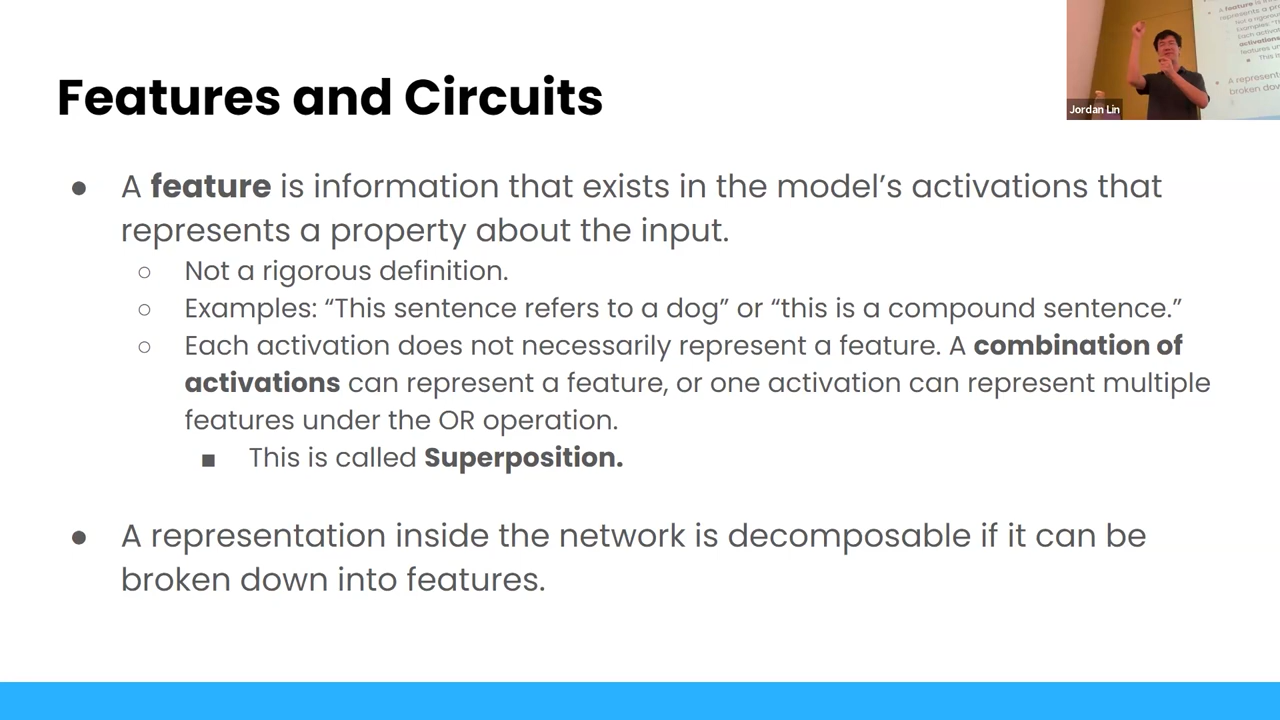 Features and Circuits
Jordan Lin
● A feature is information that exists in the model’s activations that
represents a property about the input.
○ Not a rigorous definition.
○ Examples: “This sentence refers to a dog” or “this is a compound sentence.”
○ Each activation does not necessarily represent a feature. A combination of
activations can represent a feature, or one activation can represent multiple
features under the OR operation.
■ This is called Superposition.
● A representation inside the network is decomposable if it can be
broken down into features.